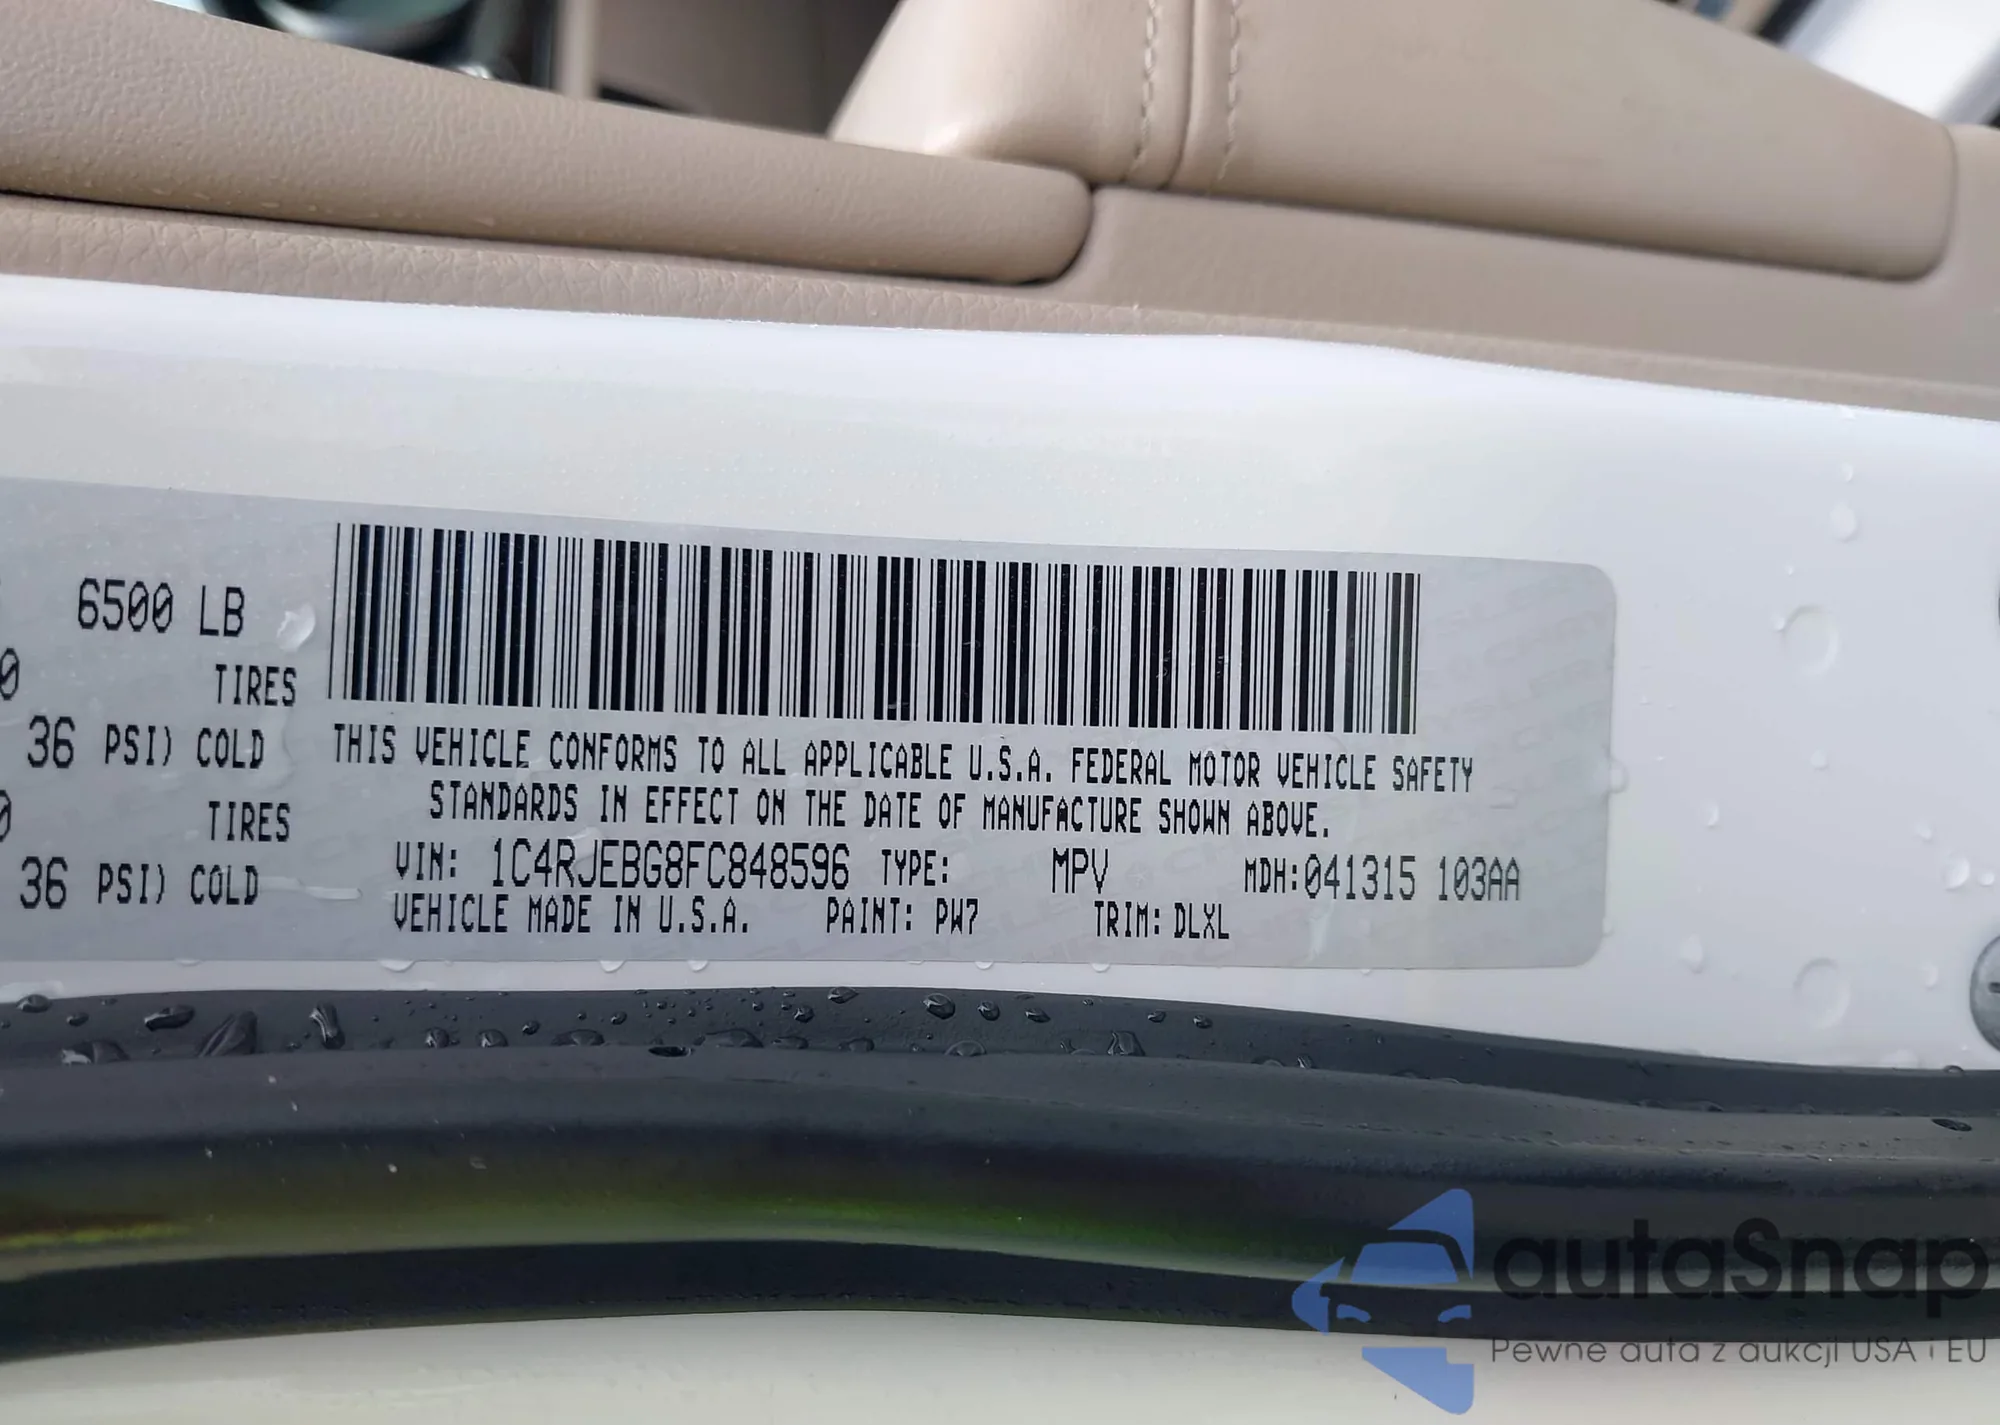 6500 LB
0 TIRES
36 PSI) COLD
0 TIRES
36 PSI) COLD
THIS VEHICLE CONFORMS TO ALL APPLICABLE U.S.A. FEDERAL MOTOR VEHICLE SAFETY
STANDARDS IN EFFECT ON THE DATE OF MANUFACTURE SHOWN ABOVE.
VIN: 1C4RJEBG8FC848596 TYPE: MPV MDH:041315 103AA
VEHICLE MADE IN U.S.A. PAINT: PW7 TRIM: DLXL
autaSnap
Pewne auta z aukcji USA i EU